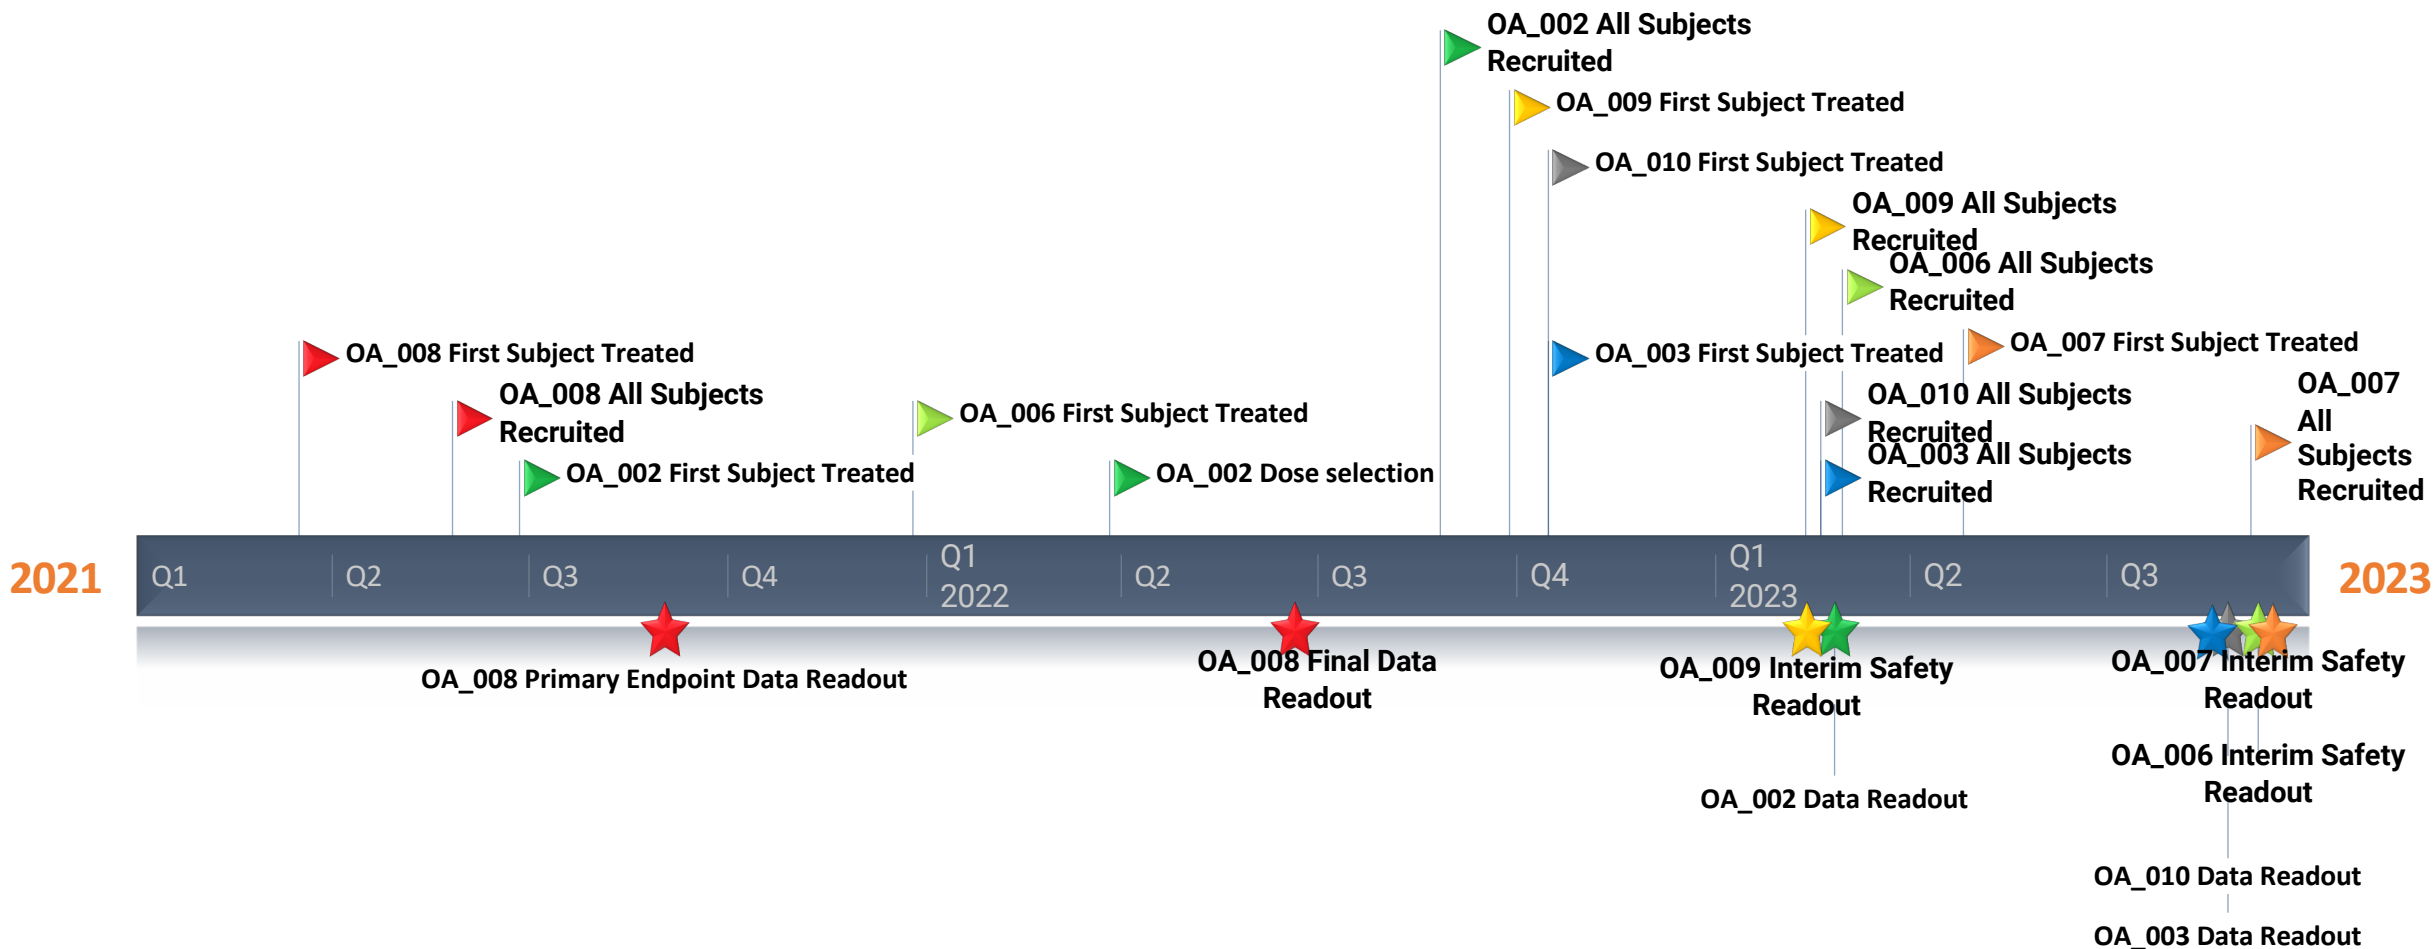 OA_002 All Subjects
Recruited
OA_009 First Subject Treated
OA_010 First Subject Treated
OA_009 All Subjects
Recruited
OA_006 All Subjects
Recruited
OA_008 First Subject Treated
OA_003 First Subject Treated
OA_007 First Subject Treated
OA_008 All Subjects
Recruited
OA_006 First Subject Treated
OA_010 All Subjects
Recruited
OA_007
All
Subjects
Recruited
OA_002 First Subject Treated
OA_002 Dose selection
OA_003 All Subjects
Recruited
2021
Q1
Q2
Q3
Q4
Q1
2022
Q2
Q3
Q4
Q1
2023
Q2
Q3
2023
OA_008 Primary Endpoint Data Readout
OA_008 Final Data
Readout
OA_009 Interim Safety
Readout
OA_007 Interim Safety
Readout
OA_006 Interim Safety
Readout
OA_002 Data Readout
OA_010 Data Readout
OA_003 Data Readout